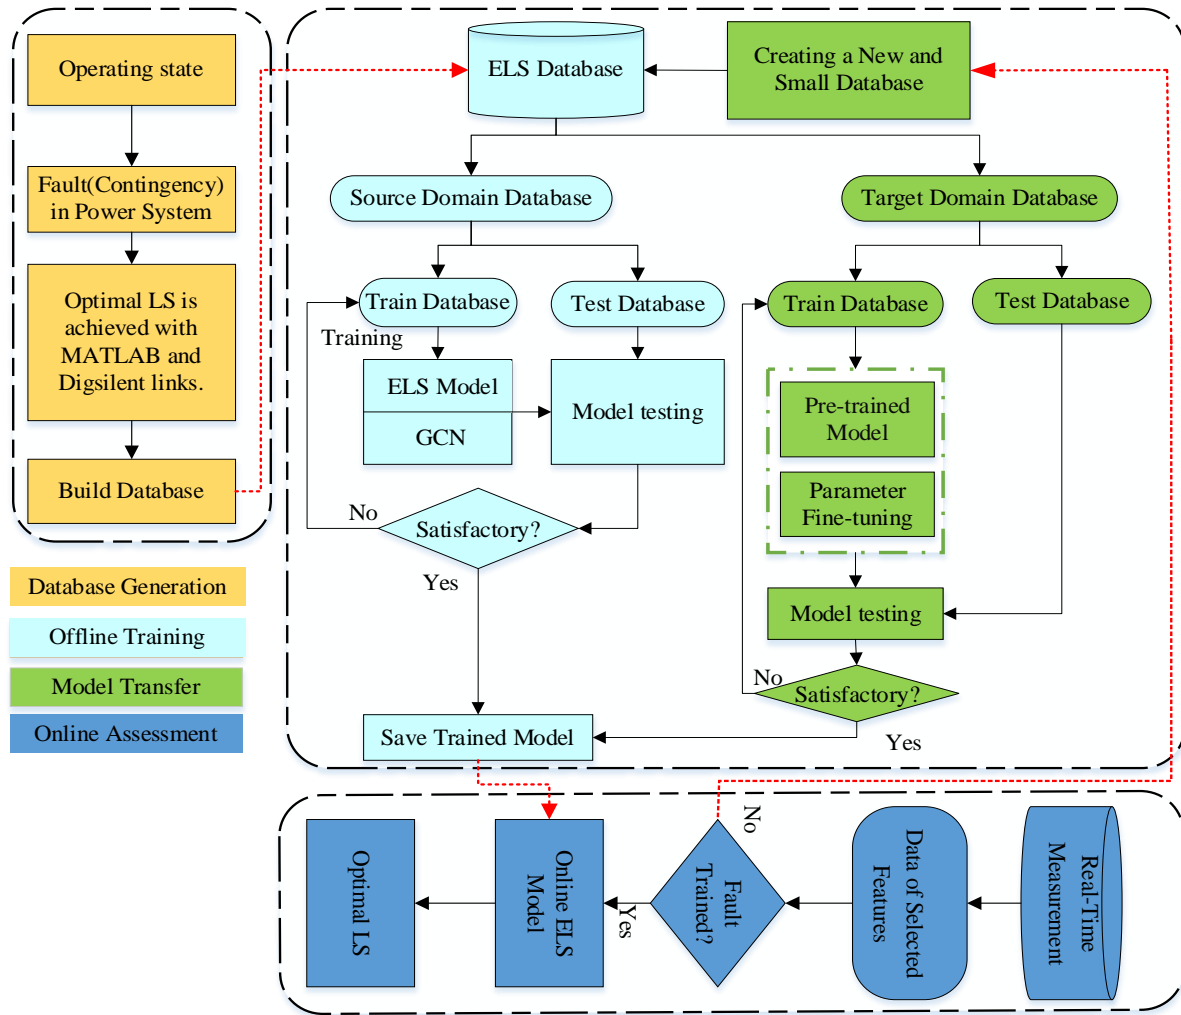 Operating state
Fault(Contingency)
in Power System
Optimal LS is
achieved with
MATLAB and
Digsilent links.
Build Database
Database Generation
Offline Training
Model Transfer
Online Assessment
ELS Database
Creating a New and
Small Database
Source Domain Database
Target Domain Database
Train Database
Test Database
Training
ELS Model
GCN
Model testing
No
Satisfactory?
Yes
Save Trained Model
Train Database
Test Database
Pre-trained
Model
Parameter
Fine-tuning
Model testing
No
Satisfactory?
Yes
Optimal LS
Online ELS
Model
Yes
No
Fault
Trained?
Data of Selected
Features
Real-Time
Measurement